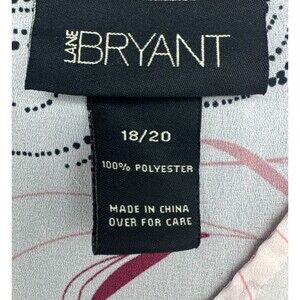 LANE BRYANT
18/20
100% POLYESTER
MADE IN CHINA
OVER FOR CARE